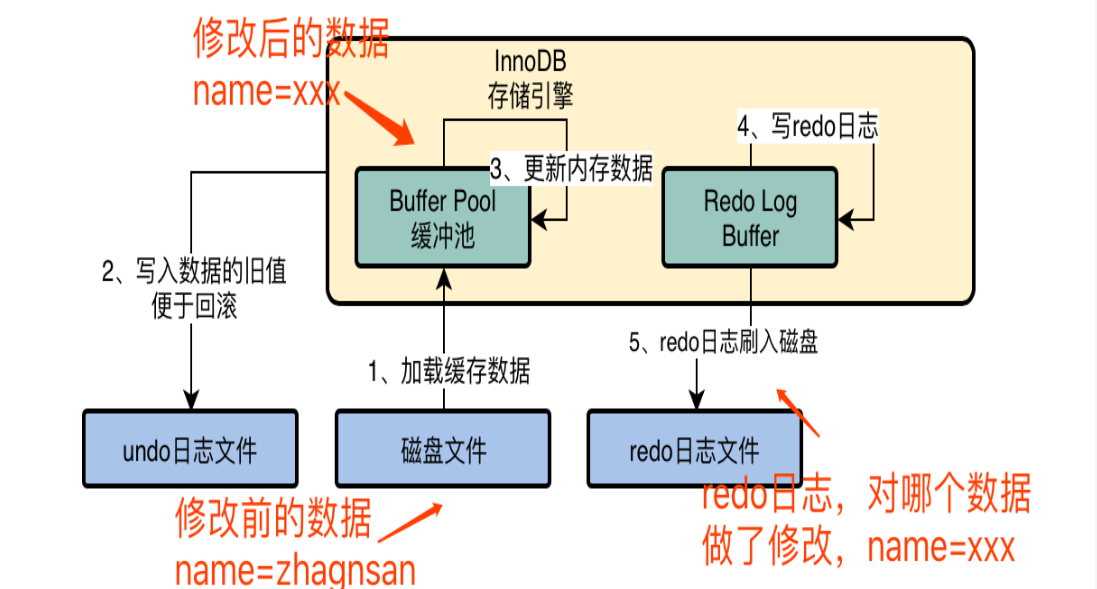 修改后的数据
name=xxx
InnoDB
存储引擎
4、写redo日志
3、更新内存数据
Buffer Pool
缓冲池
Redo Log
Buffer
2、写入数据的旧值
便于回滚
1、加载缓存数据
5、redo日志刷入磁盘
undo日志文件
磁盘文件
redo日志文件
修改前的数据
name=zhagnsan
redo日志，对哪个数据
做了修改，name=xxx